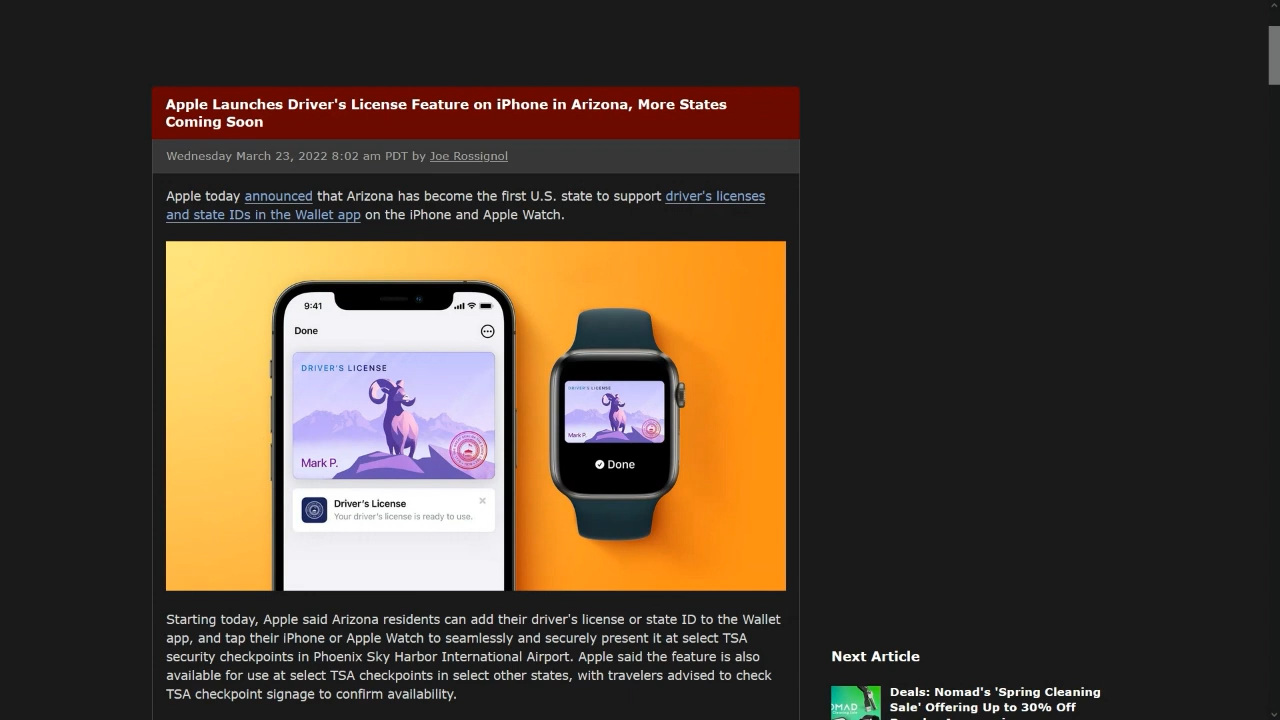 Apple Launches Driver's License Feature on iPhone in Arizona, More States
Coming Soon
Wednesday March 23, 2022 8:02 am PDT by Joe Rossignol
Apple today announced that Arizona has become the first U.S. state to support driver's licenses
and state IDs in the Wallet app on the iPhone and Apple Watch.
9:41
Done
DRIVER'S LICENSE
Mark P.
Driver's License
Your driver's license is ready to use.
DRIVER'S LICENSE
Mark P.
Done
Starting today, Apple said Arizona residents can add their driver's license or state ID to the Wallet
app, and tap their iPhone or Apple Watch to seamlessly and securely present it at select TSA
security checkpoints in Phoenix Sky Harbor International Airport. Apple said the feature is also
available for use at select TSA checkpoints in select other states, with travelers advised to check
TSA checkpoint signage to confirm availability.
Next Article
Deals: Nomad's 'Spring Cleaning
Sale' Offering Up to 30% Off